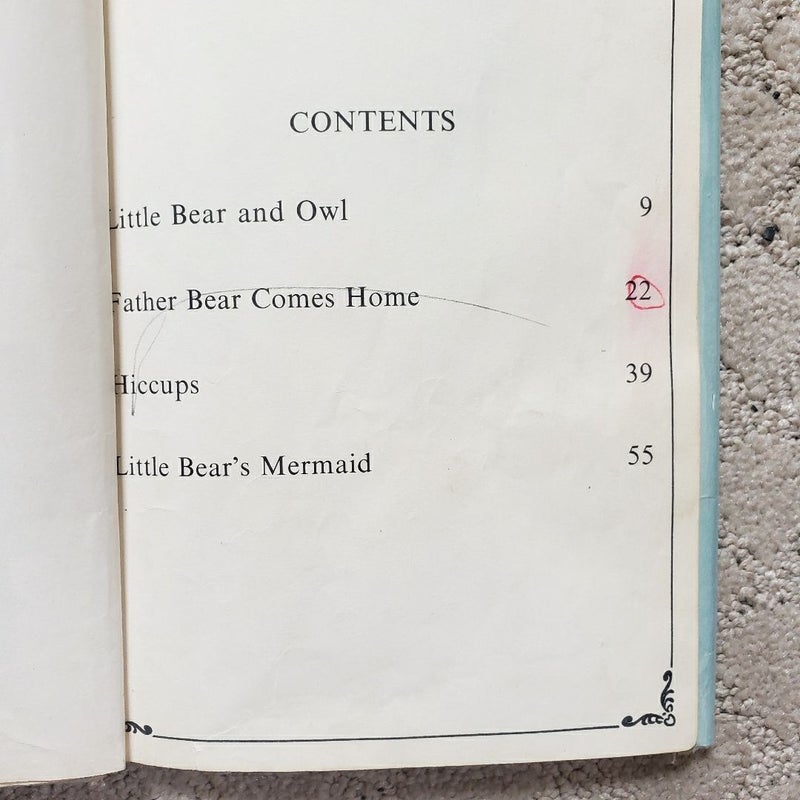 CONTENTS
Little Bear and Owl 9
Father Bear Comes Home 22
Hiccups 39
Little Bear's Mermaid 55